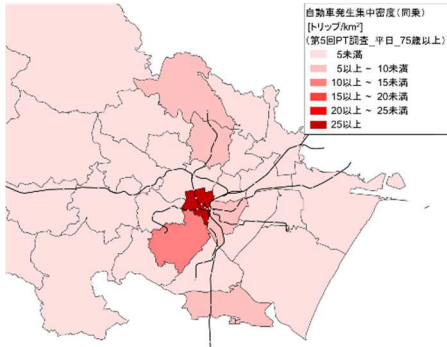 自動車発生集中密度(同乗)
[トリップ/km²]
(第5回PT調査_平日_75歳以上)
5未満
5以上 ~ 10未満
10以上 ~ 15未満
15以上 ~ 20未満
20以上 ~ 25未満
25以上